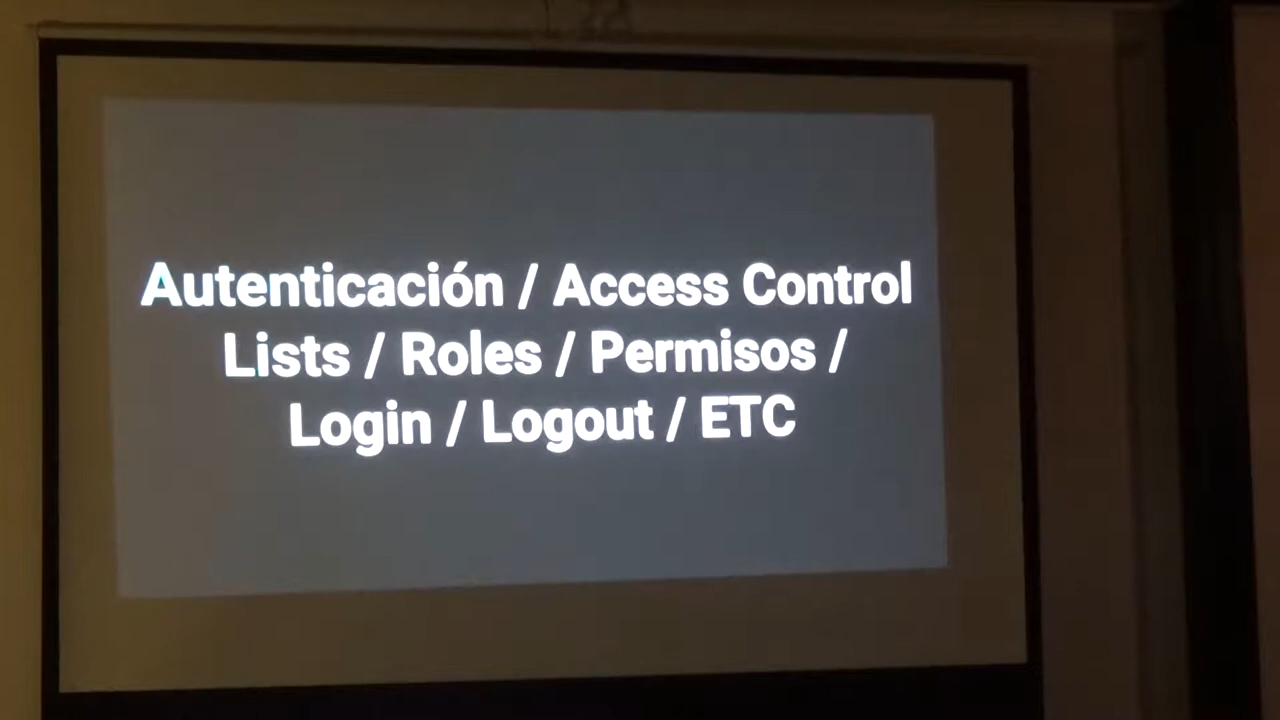 Autenticación / Access Control
Lists / Roles / Permisos /
Login / Logout / ETC